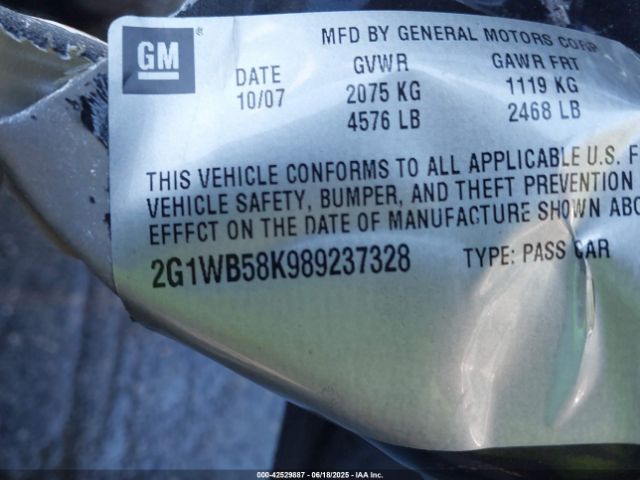 GM ®
MFD BY GENERAL MOTORS CORP
DATE GVWR GAWR FRT
10/07 2075 KG 1119 KG
4576 LB 2468 LB
THIS VEHICLE CONFORMS TO ALL APPLICABLE U.S. F
VEHICLE SAFETY, BUMPER, AND THEFT PREVENTION
EFFECT ON THE DATE OF MANUFACTURE SHOWN ABO
2G1WB58K989237328 TYPE: PASS CAR
000-42529887 - 06/18/2025 - IAA Inc.